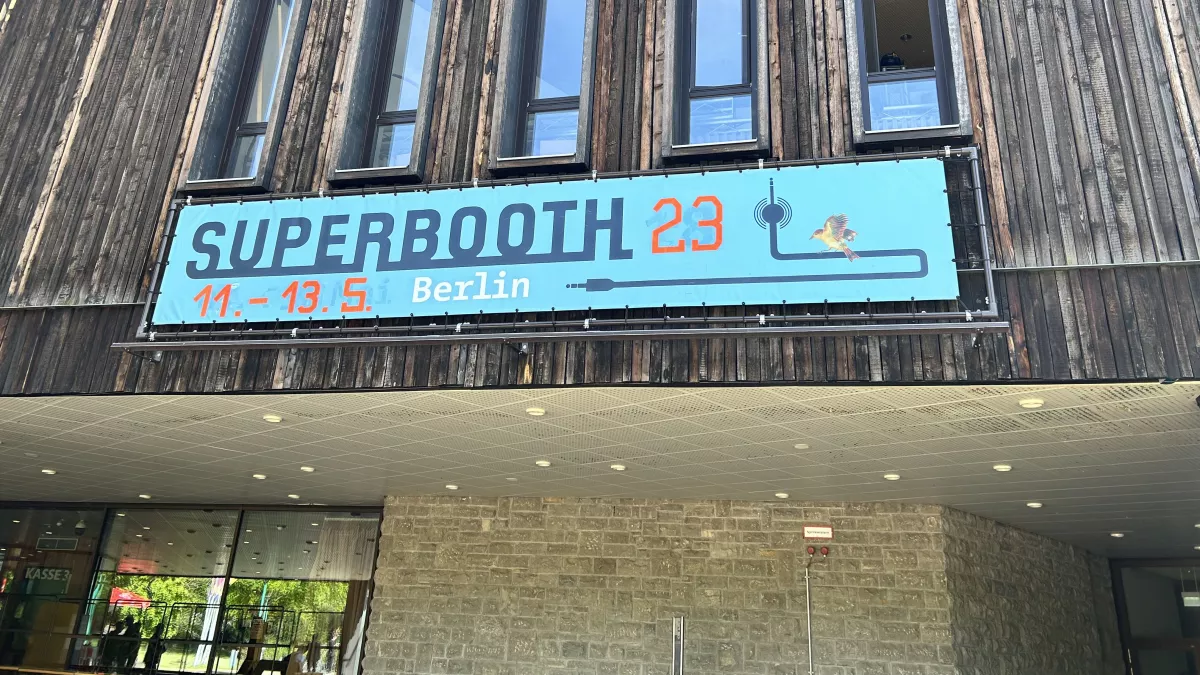 SUPERBOOTH 23
11. – 13. 5. Berlin
KASSE 3